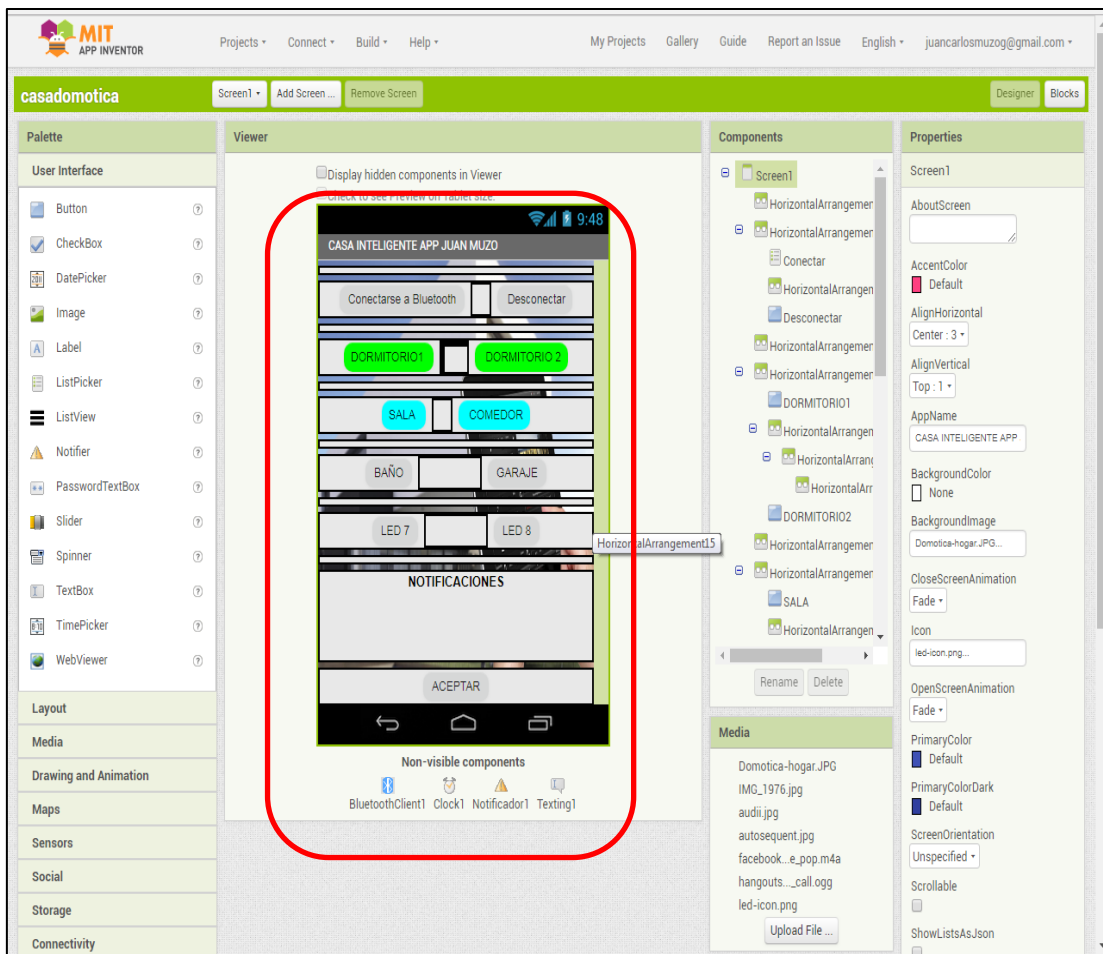 MIT
APP INVENTOR
Projects Connect Build Help My Projects Gallery Guide Report an Issue English juancarlosmuzog@gmail.com
casadomotica Screen1 Add Screen ... Remove Screen Designer Blocks
Palette
User Interface
Button
CheckBox
DatePicker
Image
Label
ListPicker
ListView
Notifier
PasswordTextBox
Slider
Spinner
TextBox
TimePicker
WebViewer
Layout
Media
Drawing and Animation
Maps
Sensors
Social
Storage
Connectivity
Viewer
Display hidden components in Viewer
Check to see Preview on Tablet size.
9:48
CASA INTELIGENTE APP JUAN MUZO
Conectarse a Bluetooth Desconectar
DORMITORIO1 DORMITORIO 2
SALA COMEDOR
BAÑO GARAJE
LED 7 LED 8
HorizontalArrangement15
NOTIFICACIONES
ACEPTAR
Non-visible components
BluetoothClient1 Clock1 Notificador1 Texting1
Components
Screen1
HorizontalArrangemer
HorizontalArrangemer
Conectar
HorizontalArrangen
Desconectar
HorizontalArrangemer
HorizontalArrangemer
DORMITORIO1
HorizontalArrangen
HorizontalArrang
HorizontalArr
DORMITORIO2
HorizontalArrangemer
HorizontalArrangemer
SALA
HorizontalArrangen
Rename Delete
Media
Domotica-hogar.JPG
IMG_1976.jpg
audii.jpg
autosequent.jpg
facebook...e_pop.m4a
hangouts..._call.ogg
led-icon.png
Upload File ...
Properties
Screen1
AboutScreen
AccentColor
Default
AlignHorizontal
Center : 3
AlignVertical
Top : 1
AppName
CASA INTELIGENTE APP
BackgroundColor
None
BackgroundImage
Domotica-hogar.JPG...
CloseScreenAnimation
Fade
Icon
led-icon.png...
OpenScreenAnimation
Fade
PrimaryColor
Default
PrimaryColorDark
Default
ScreenOrientation
Unspecified
Scrollable
ShowListsAsJson